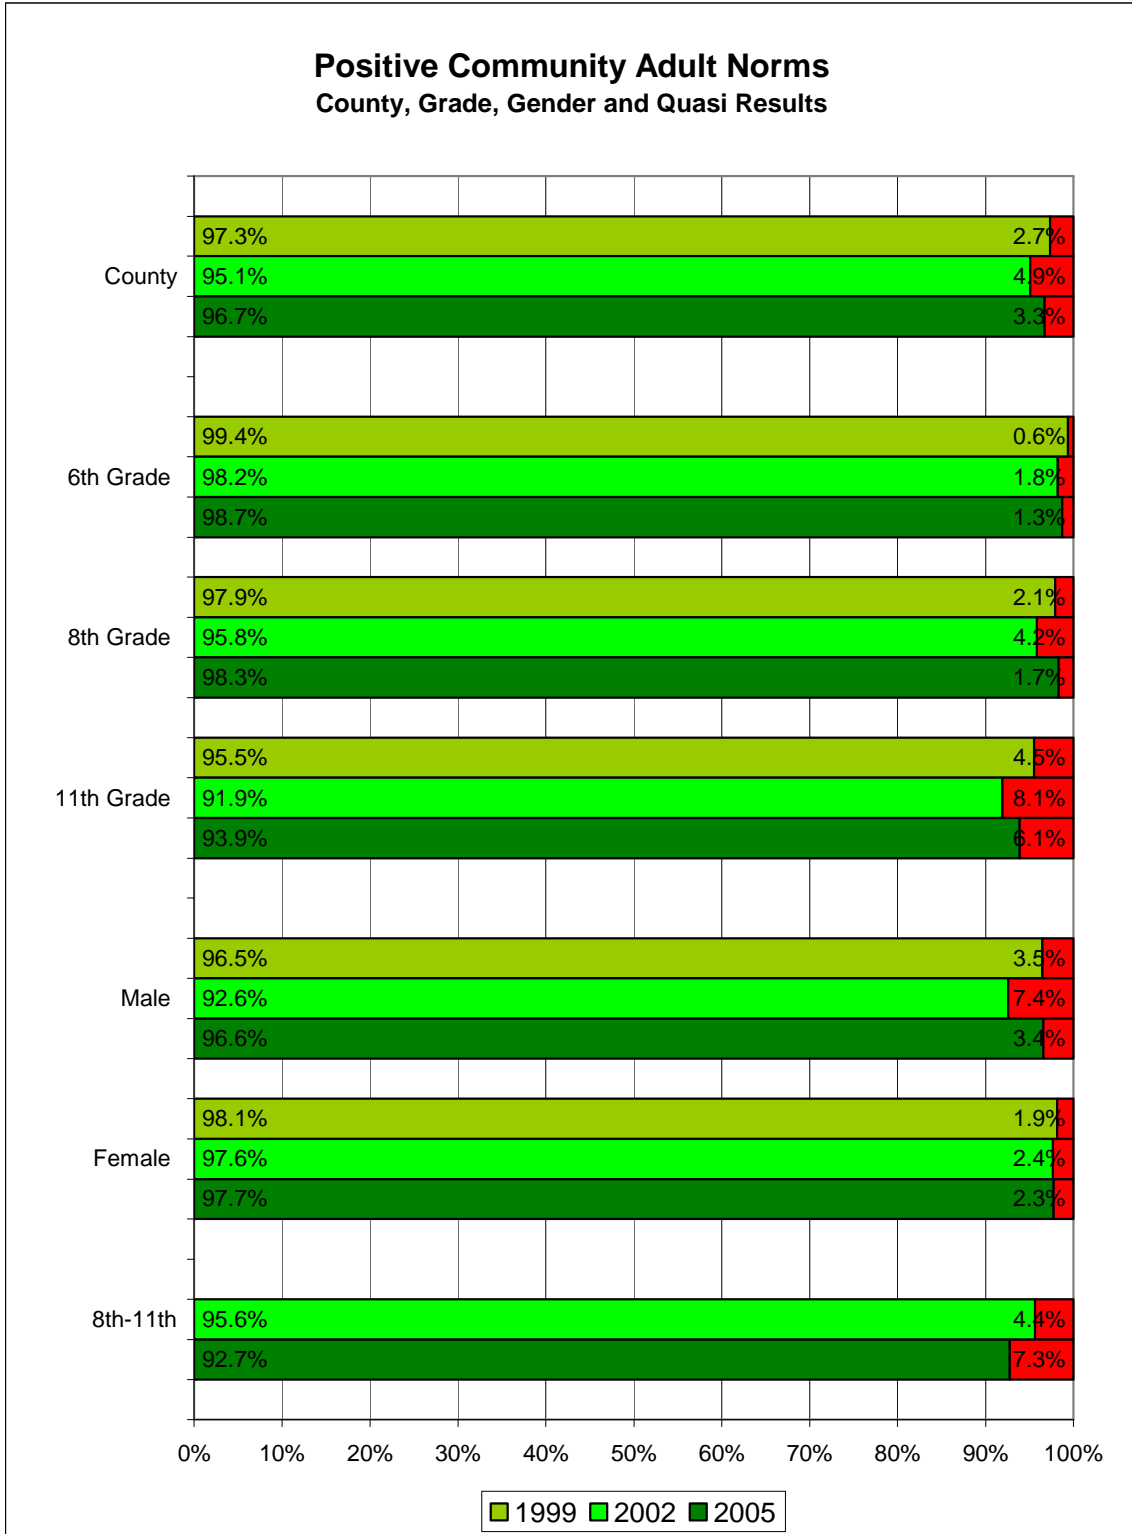 Positive Community Adult Norms
County, Grade, Gender and Quasi Results
97.3% 2.7%
County 95.1% 4.9%
96.7% 3.3%
99.4% 0.6%
6th Grade 98.2% 1.8%
98.7% 1.3%
97.9% 2.1%
8th Grade 95.8% 4.2%
98.3% 1.7%
95.5% 4.5%
11th Grade 91.9% 8.1%
93.9% 6.1%
96.5% 3.5%
Male 92.6% 7.4%
96.6% 3.4%
98.1% 1.9%
Female 97.6% 2.4%
97.7% 2.3%
8th-11th 95.6% 4.4%
92.7% 7.3%
0% 10% 20% 30% 40% 50% 60% 70% 80% 90% 100%
1999 2002 2005